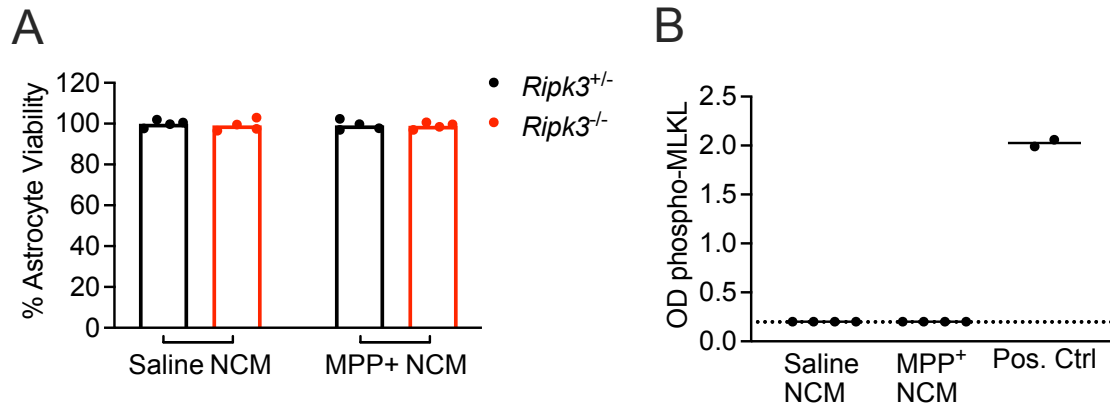 A
% Astrocyte Viability
120
100
80
60
40
20
0
Saline NCM
MPP+ NCM
Ripk3+/-
Ripk3-/-
B
OD phospho-MLKL
2.5
2.0
1.5
1.0
0.5
0.0
Saline
NCM
MPP+
NCM
Pos. Ctrl